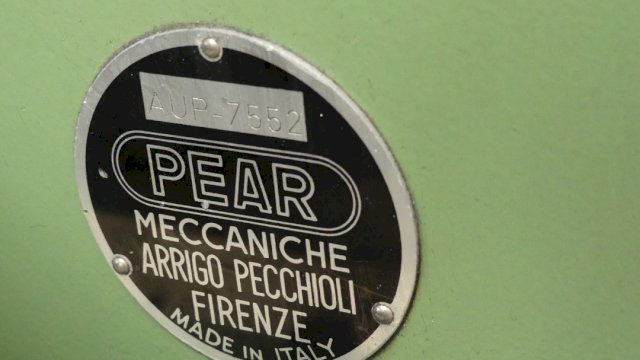 AUP-7552
PEAR
MECCANICHE
ARRIGO PECCHIOLI
FIRENZE
MADE IN ITALY